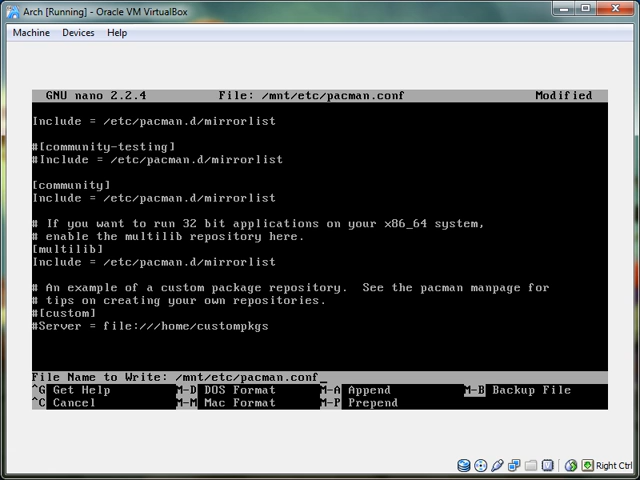 Arch [Running] - Oracle VM VirtualBox
Machine Devices Help
GNU nano 2.2.4 File: /mnt/etc/pacman.conf Modified
Include = /etc/pacman.d/mirrorlist
#[community-testing]
#Include = /etc/pacman.d/mirrorlist
[community]
Include = /etc/pacman.d/mirrorlist
# If you want to run 32 bit applications on your x86_64 system,
# enable the multilib repository here.
[multilib]
Include = /etc/pacman.d/mirrorlist
# An example of a custom package repository.  See the pacman manpage for
# tips on creating your own repositories.
#[custom]
#Server = file:///home/custompkgs
File Name to Write: /mnt/etc/pacman.conf
^G Get Help M-D DOS Format M-A Append M-B Backup File
^C Cancel M-M Mac Format M-P Prepend
Right Ctrl